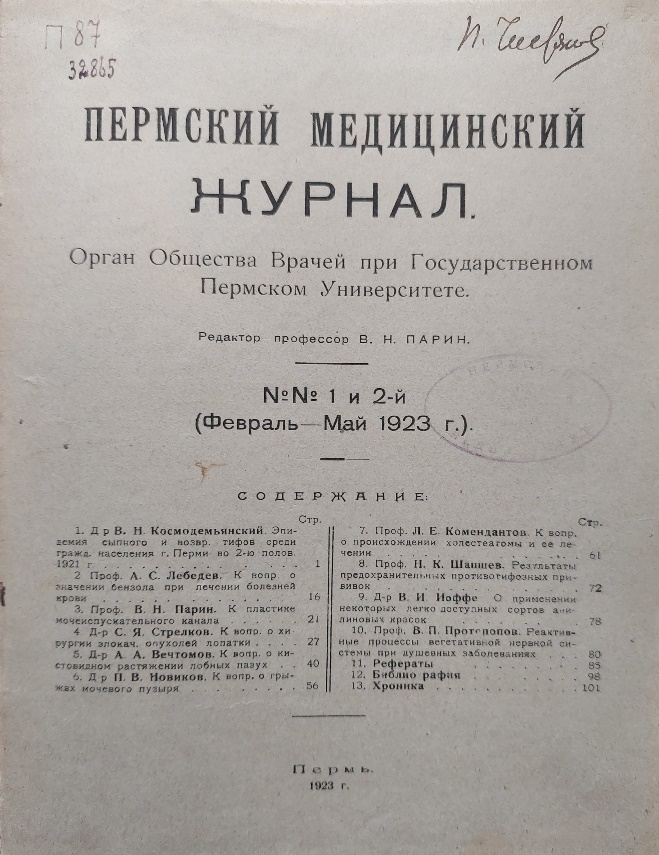 П 87
32865
ПЕРМСКИЙ МЕДИЦИНСКИЙ
ЖУРНАЛ.
Орган Общества Врачей при Государственном
Пермском Университете.
Редактор профессор В. Н. ПАРИН.
№№ 1 и 2-й
(Февраль—Май 1923 г.).
СОДЕРЖАНИЕ:
Стр.
1. Д р В. Н. Космодемьянский. Эпи-
демия сыпного и возвр. тифов среди
гражд. населения г. Перми во 2-ю полов.
1921 г . . . . . . . . . . . . 1
2 Проф. А. С. Лебедев. К вопр о
значении бензола при лечении болезней
крови . . . . . . . . . . . . 16
3. Проф. В. Н. Парин. К пластике
мочеиспускательного канала . . . . 21
4 Д-р С. Я. Стрелков. К вопр. о хи-
рургии злокач. опухолей лопатки . . . . 27
5. Д-р А. А. Вечтомов. К вопр. о ки-
стовидном растяжении лобных пазух . . . 40
6. Д р П. В. Новиков. К вопр. о гры-
жах мочевого пузыря . . . . . . . . 56
Стр.
7. Проф. Л. Е. Комендантов. К вопр.
о происхождении холестеатомы и ее ле-
чении . . . . . . . . . . . . 61
8. Проф. Н. К. Шапшев. Результаты
предохранительных противотифозных при-
вивок . . . . . . . . . . . . 72
9. Д-р В. И. Иоффе О применении
некоторых легко доступных сортов ани-
линовых красок . . . . . . . . . 78
10. Проф. В. П. Протопопов. Реактив-
ные процессы вегетативной нервной си-
стемы при душевных заболеваниях . . . 80
11. Рефераты . . . . . . . . . 85
12. Библио рафия . . . . . . . . 98
13. Хроника . . . . . . . . . . 101
Пермь.
1923 г.